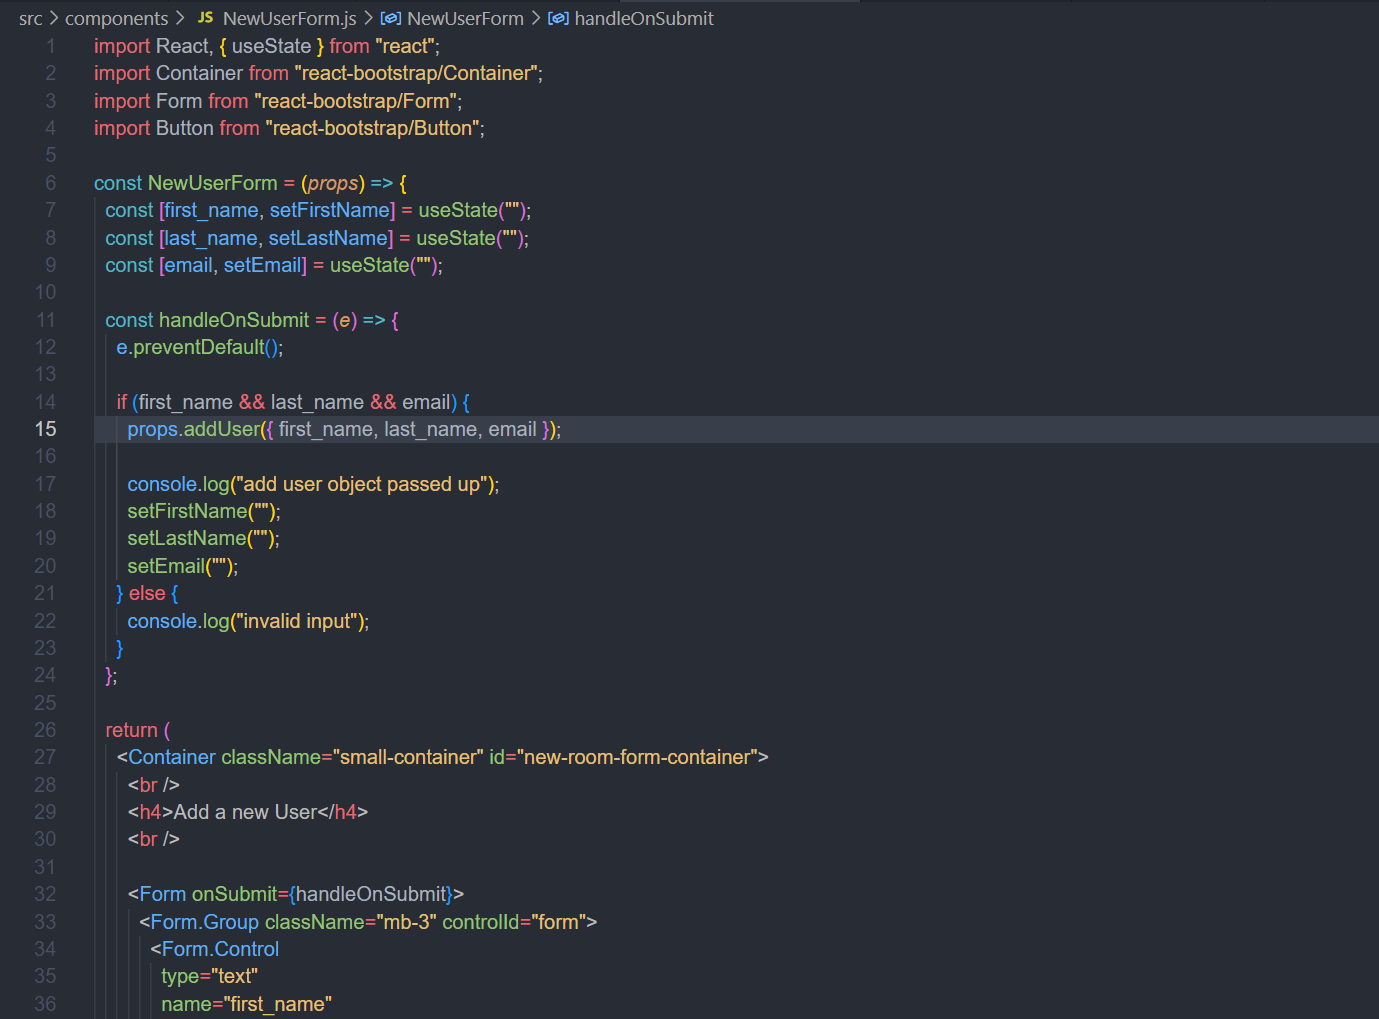 src > components > JS NewUserForm.js > NewUserForm > handleOnSubmit
1 import React, { useState } from "react";
2 import Container from "react-bootstrap/Container";
3 import Form from "react-bootstrap/Form";
4 import Button from "react-bootstrap/Button";
5
6 const NewUserForm = (props) => {
7 const [first_name, setFirstName] = useState("");
8 const [last_name, setLastName] = useState("");
9 const [email, setEmail] = useState("");
10
11 const handleOnSubmit = (e) => {
12 e.preventDefault();
13
14 if (first_name && last_name && email) {
15 props.addUser({ first_name, last_name, email });
16
17 console.log("add user object passed up");
18 setFirstName("");
19 setLastName("");
20 setEmail("");
21 } else {
22 console.log("invalid input");
23 }
24 };
25
26 return (
27 <Container className="small-container" id="new-room-form-container">
28 <br />
29 <h4>Add a new User</h4>
30 <br />
31
32 <Form onSubmit={handleOnSubmit}>
33 <Form.Group className="mb-3" controlId="form">
34 <Form.Control
35 type="text"
36 name="first_name"